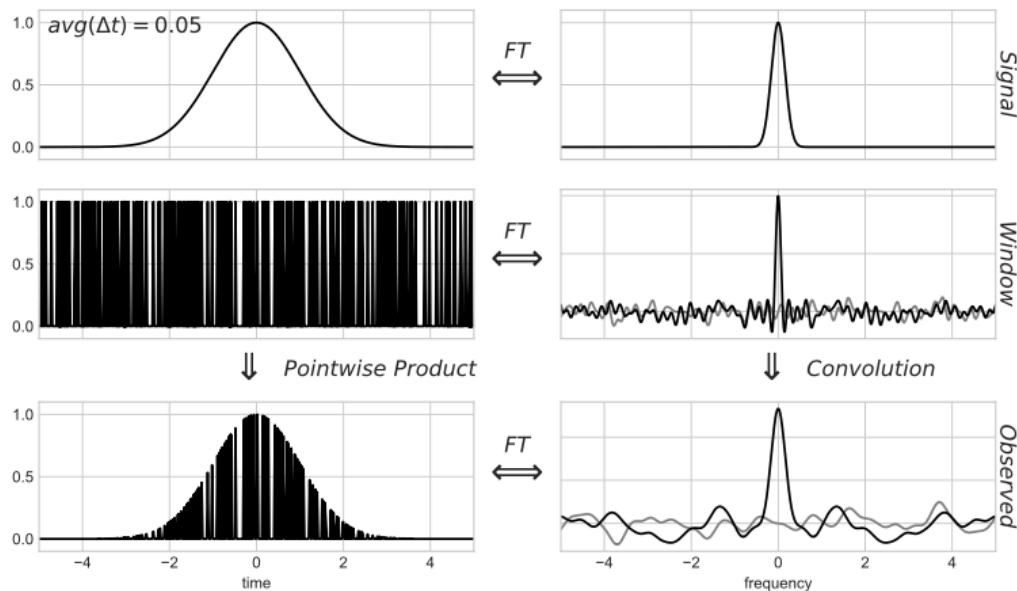 avg(Δt) = 0.05
1.0
0.5
0.0
FT
⇔
Signal
1.0
0.5
0.0
FT
⇔
Window
⇓ Pointwise Product
⇓ Convolution
1.0
0.5
0.0
−4 −2 0 2 4
time
FT
⇔
−4 −2 0 2 4
frequency
Observed